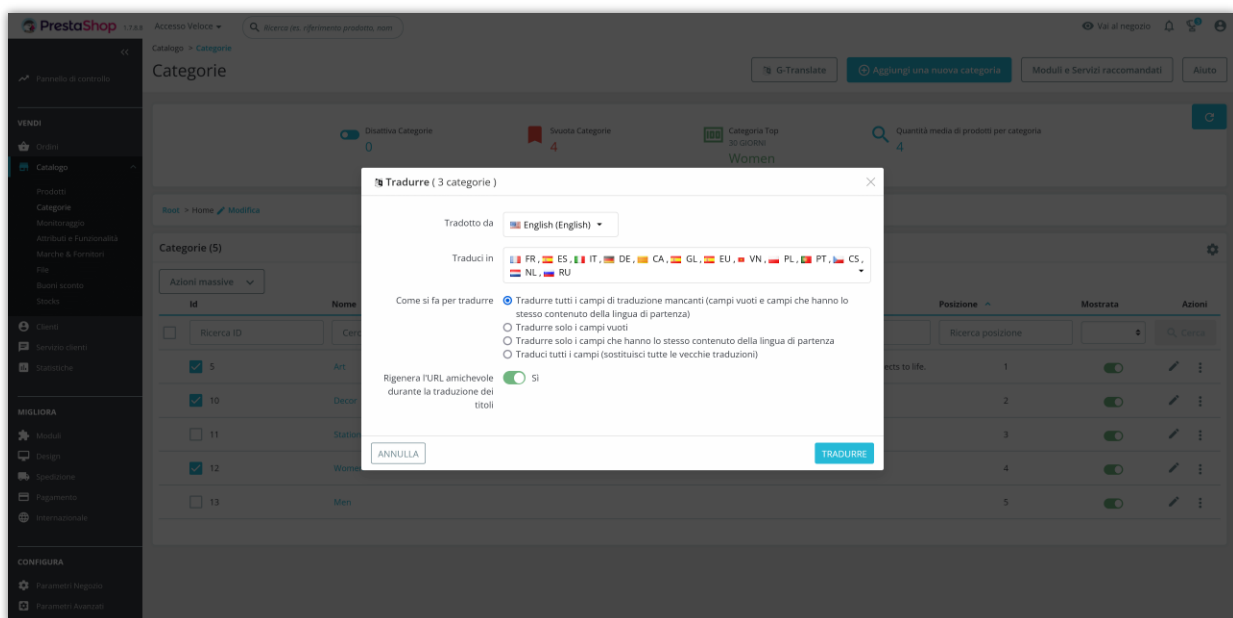 PrestaShop 1.7.8.8 Accesso Veloce Ricerca (es. riferimento prodotto, nom Vai al negozio
Catalogo > Categorie
Categorie
G-Translate Aggiungi una nuova categoria Moduli e Servizi raccomandati Aiuto
Pannello di controllo
VENDI
Ordini
Catalogo
Prodotti
Categorie
Monitoraggio
Attributi e Funzionalità
Marche & Fornitori
File
Buoni sconto
Stocks
Clienti
Servizio clienti
Statistiche
MIGLIORA
Moduli
Design
Spedizione
Pagamento
Internazionale
CONFIGURA
Parametri Negozio
Parametri Avanzati
Disattiva Categorie
0
Svuota Categorie
4
Categoria Top
30 GIORNI
Women
Quantità media di prodotti per categoria
4
Root > Home Modifica
Categorie (5)
Azioni massive
Id Nome Posizione Mostrata Azioni
Ricerca ID Cerc Ricerca posizione Cerca
5 Art ects to life. 1
10 Decor 2
11 Station 3
12 Wome 4
13 Men 5
Tradurre ( 3 categorie )
Tradotto da English (English)
Traduci in FR , ES , IT , DE , CA , GL , EU , VN , PL , PT , CS ,
NL , RU
Come si fa per tradurre Tradurre tutti i campi di traduzione mancanti (campi vuoti e campi che hanno lo
stesso contenuto della lingua di partenza)
Tradurre solo i campi vuoti
Tradurre solo i campi che hanno lo stesso contenuto della lingua di partenza
Traduci tutti i campi (sostituisci tutte le vecchie traduzioni)
Rigenera l'URL amichevole
durante la traduzione dei
titoli
Sì
ANNULLA TRADURRE